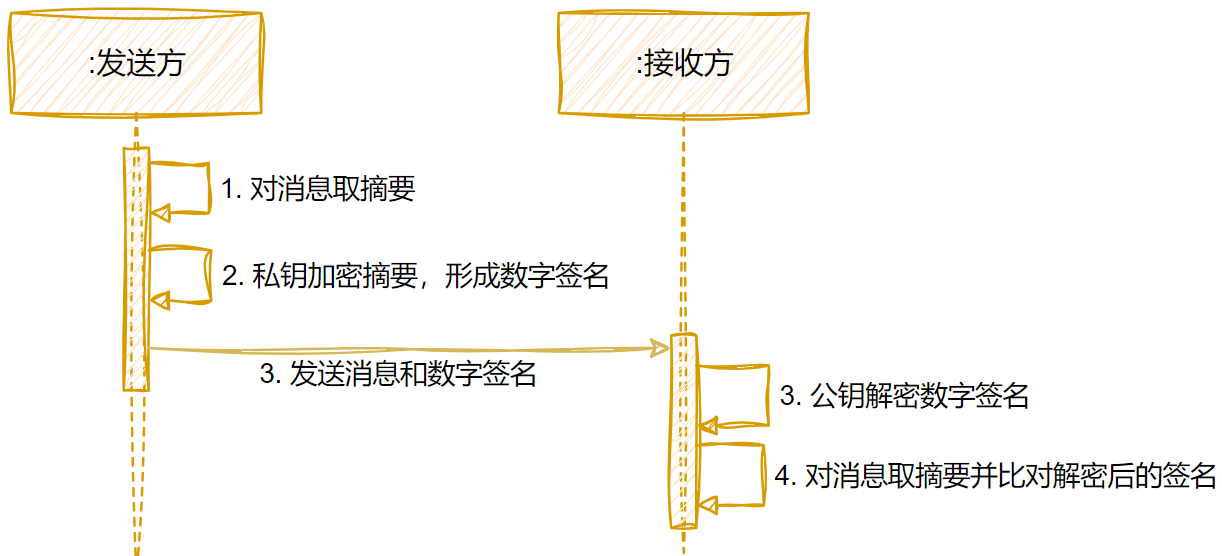 :发送方
:接收方
1. 对消息取摘要
2. 私钥加密摘要，形成数字签名
3. 发送消息和数字签名
3. 公钥解密数字签名
4. 对消息取摘要并比对解密后的签名